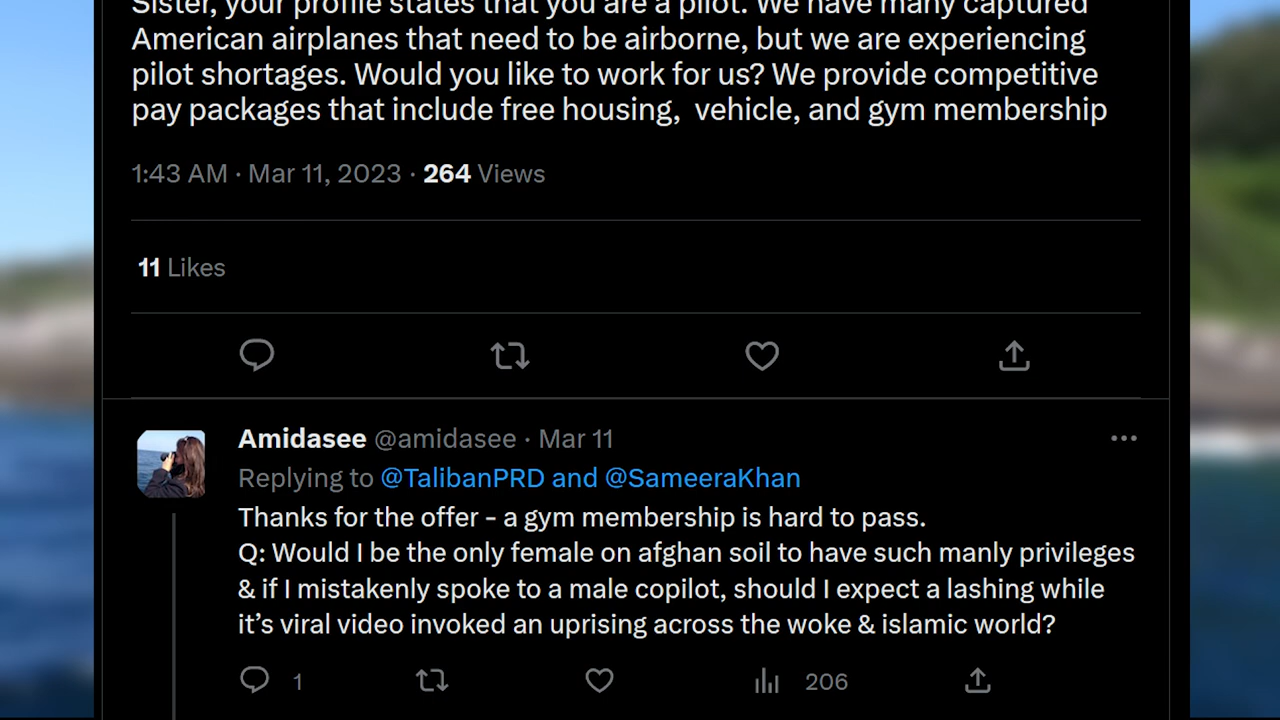 Sister, your profile states that you are a pilot. We have many captured
American airplanes that need to be airborne, but we are experiencing
pilot shortages. Would you like to work for us? We provide competitive
pay packages that include free housing,  vehicle, and gym membership
1:43 AM · Mar 11, 2023 · 264 Views
11 Likes
Amidasee @amidasee · Mar 11
Replying to @TalibanPRD and @SameeraKhan
Thanks for the offer - a gym membership is hard to pass.
Q: Would I be the only female on afghan soil to have such manly privileges
& if I mistakenly spoke to a male copilot, should I expect a lashing while
it’s viral video invoked an uprising across the woke & islamic world?
1 206